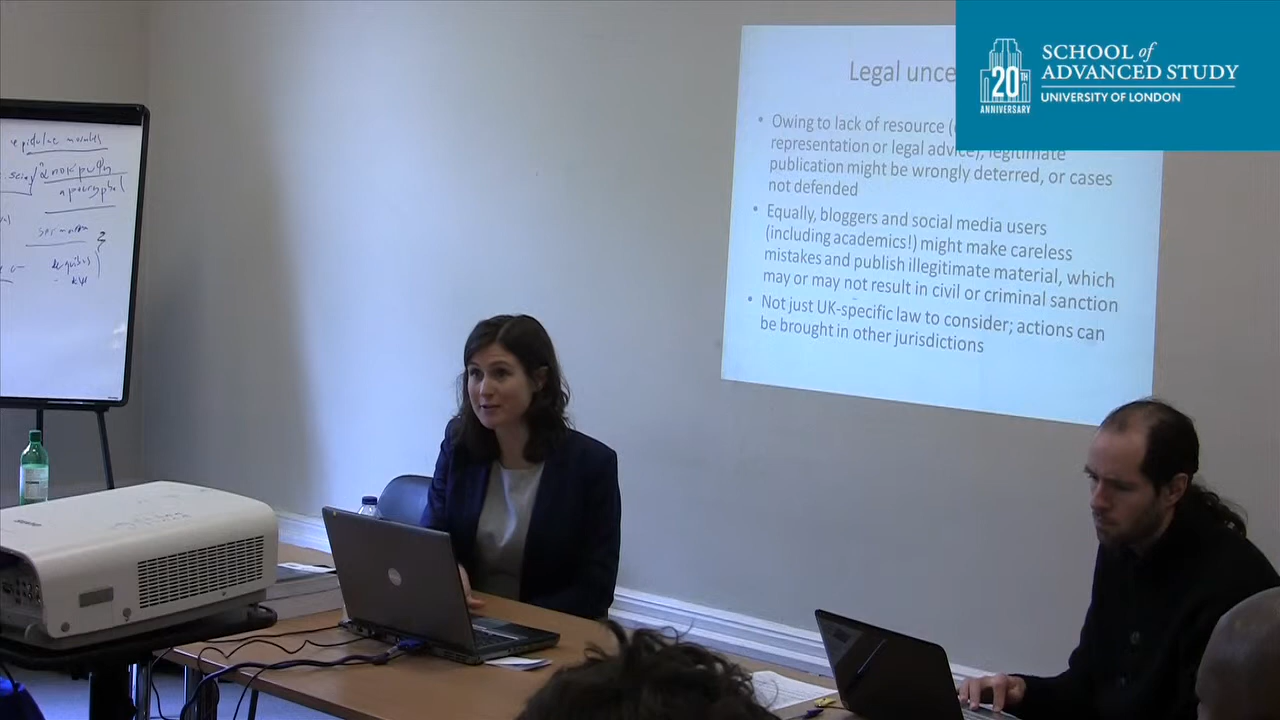 SCHOOL of
ADVANCED STUDY
UNIVERSITY OF LONDON
20TH
ANNIVERSARY
Legal unce
• Owing to lack of resource (
representation or legal advice), legitimate
publication might be wrongly deterred, or cases
not defended
• Equally, bloggers and social media users
(including academics!) might make careless
mistakes and publish illegitimate material, which
may or may not result in civil or criminal sanction
• Not just UK-specific law to consider; actions can
be brought in other jurisdictions
apocryphal